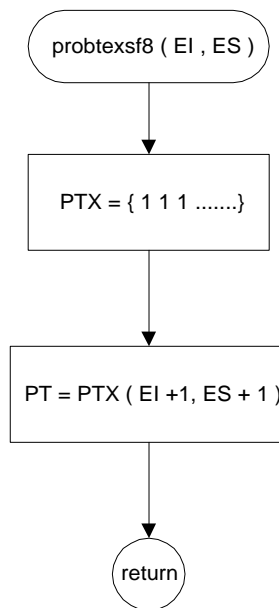 probtexsf8 ( EI , ES )
PTX = { 1 1 1 .......}
PT = PTX ( EI +1, ES + 1 )
return